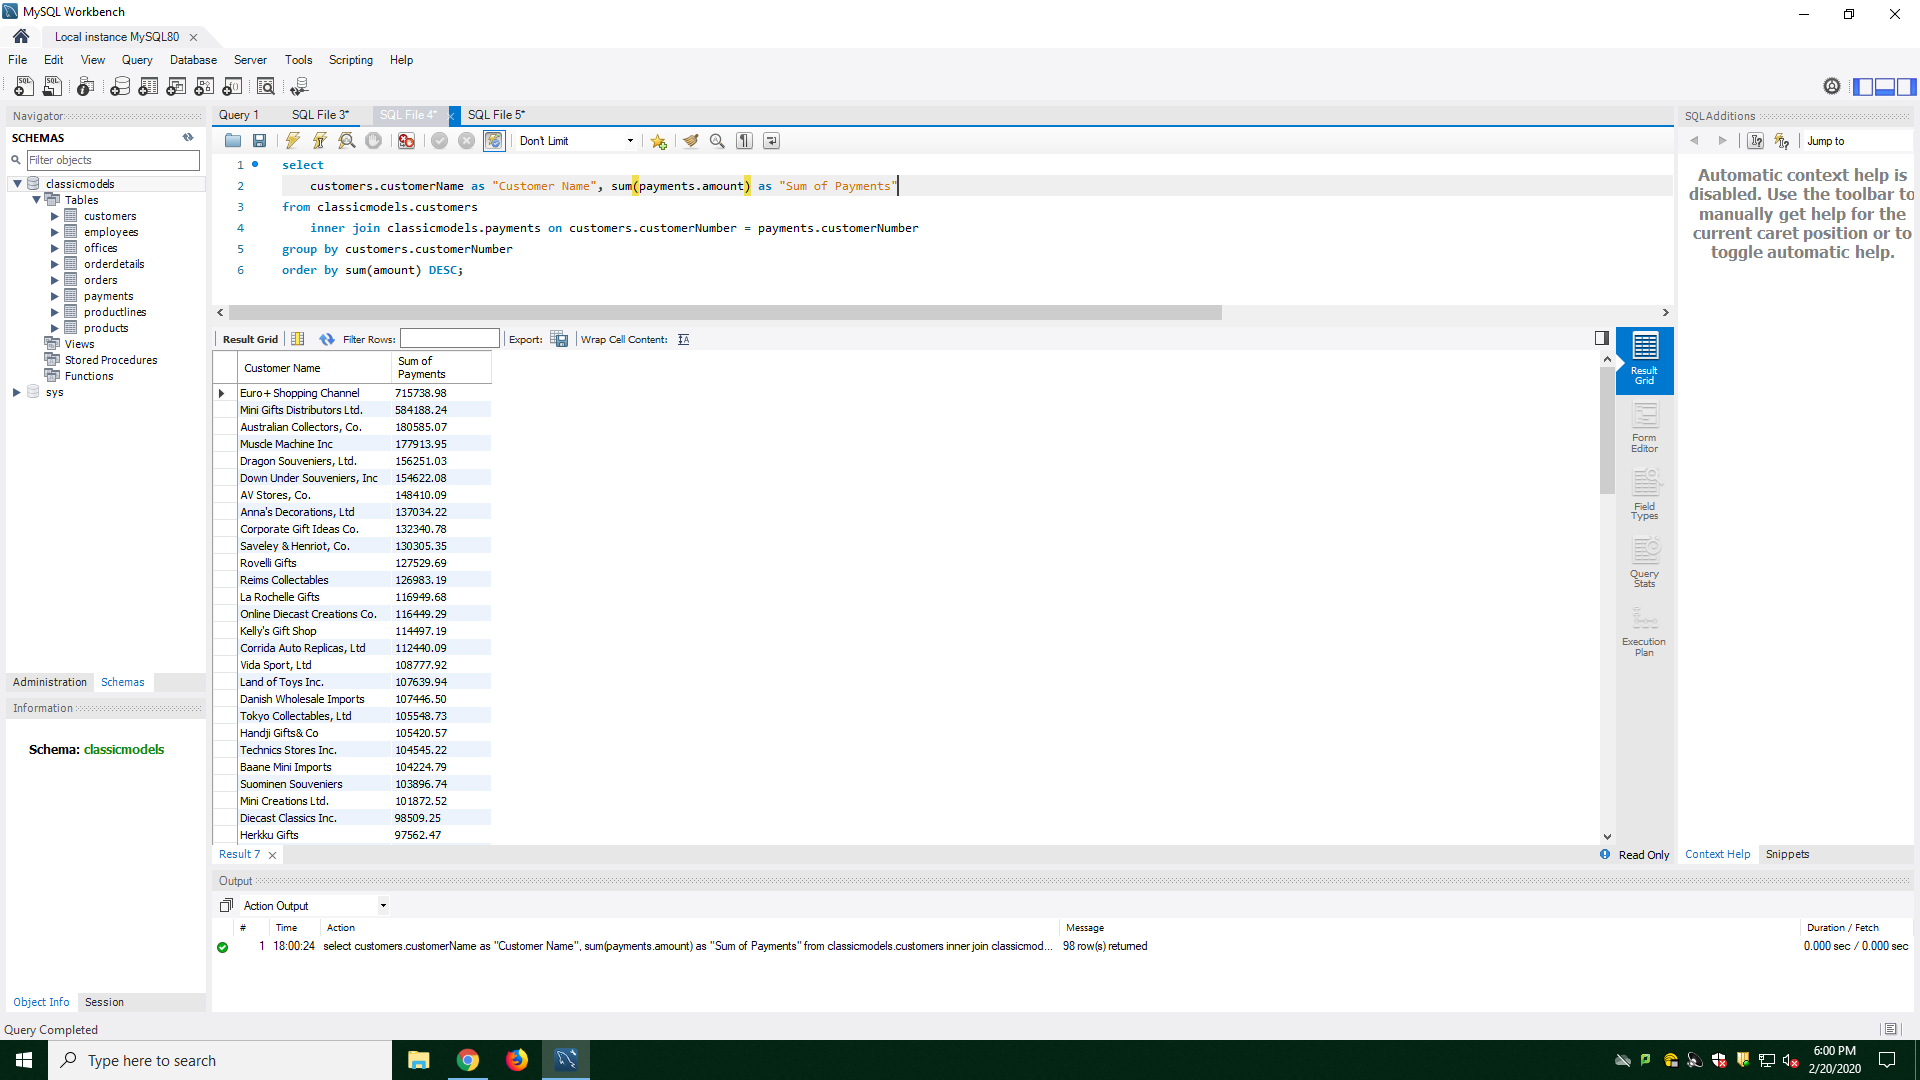 MySQL Workbench
Local instance MySQL80
File Edit View Query Database Server Tools Scripting Help
Navigator
SCHEMAS
Filter objects
classicmodels
Tables
customers
employees
offices
orderdetails
orders
payments
productlines
products
Views
Stored Procedures
Functions
sys
Administration Schemas
Information
Schema: classicmodels
Object Info Session
Query 1 SQL File 3* SQL File 4* SQL File 5*
Don't Limit
1 select
2 customers.customerName as "Customer Name", sum(payments.amount) as "Sum of Payments"
3 from classicmodels.customers
4 inner join classicmodels.payments on customers.customerNumber = payments.customerNumber
5 group by customers.customerNumber
6 order by sum(amount) DESC;
Result Grid Filter Rows: Export: Wrap Cell Content:
Customer Name Sum of Payments
Euro+ Shopping Channel 715738.98
Mini Gifts Distributors Ltd. 584188.24
Australian Collectors, Co. 180585.07
Muscle Machine Inc 177913.95
Dragon Souveniers, Ltd. 156251.03
Down Under Souveniers, Inc 154622.08
AV Stores, Co. 148410.09
Anna's Decorations, Ltd 137034.22
Corporate Gift Ideas Co. 132340.78
Saveley & Henriot, Co. 130305.35
Rovelli Gifts 127529.69
Reims Collectables 126983.19
La Rochelle Gifts 116949.68
Online Diecast Creations Co. 116449.29
Kelly's Gift Shop 114497.19
Corrida Auto Replicas, Ltd 112440.09
Vida Sport, Ltd 108777.92
Land of Toys Inc. 107639.94
Danish Wholesale Imports 107446.50
Tokyo Collectables, Ltd 105548.73
Handji Gifts& Co 105420.57
Technics Stores Inc. 104545.22
Baane Mini Imports 104224.79
Suominen Souveniers 103896.74
Mini Creations Ltd. 101872.52
Diecast Classics Inc. 98509.25
Herkku Gifts 97562.47
Result Grid
Form Editor
Field Types
Query Stats
Execution Plan
Result 7
Read Only
SQLAdditions
Jump to
Automatic context help is
disabled. Use the toolbar to
manually get help for the
current caret position or to
toggle automatic help.
Context Help Snippets
Output
Action Output
# Time Action Message Duration / Fetch
1 18:00:24 select customers.customerName as "Customer Name", sum(payments.amount) as "Sum of Payments" from classicmodels.customers inner join classicmod... 98 row(s) returned 0.000 sec / 0.000 sec
Query Completed
Type here to search
6:00 PM
2/20/2020